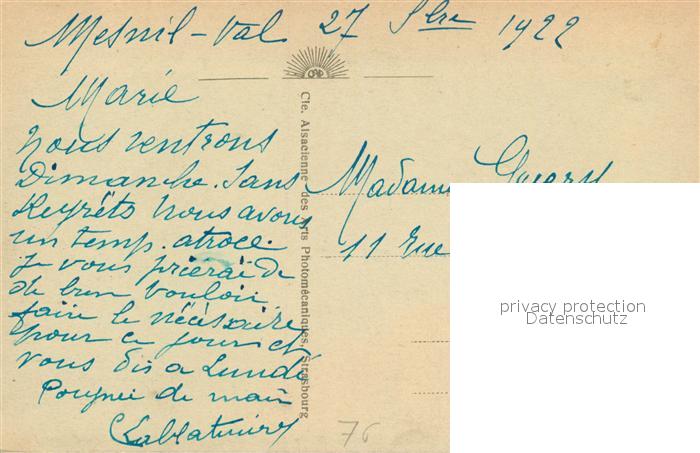 Mesnil-Val 27 Sbre 1922
Marie
nous rentrons
Dimanche. Sans
Regrets nous avons
un temp. atroce.
je vous prierai de
de bien vouloir
faire le nécessaire
pour ce jour et
vous dis a Lundi
Poignée de main
Cie. Alsacienne des Arts Photomécaniques, Strasbourg
Madame
11 rue
76
privacy protection
Datenschutz